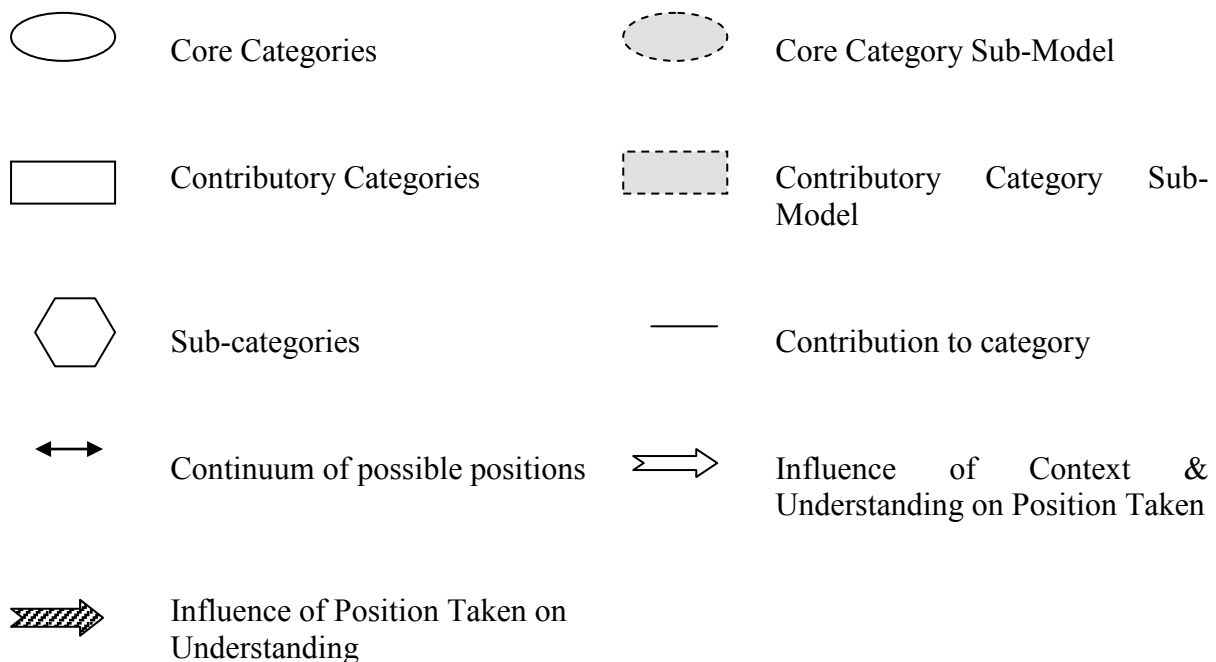 Core Categories
Core Category Sub-Model
Contributory Categories
Contributory Category Sub-
Model
Sub-categories
Contribution to category
Continuum of possible positions
Influence of Context &
Understanding on Position Taken
Influence of Position Taken on
Understanding